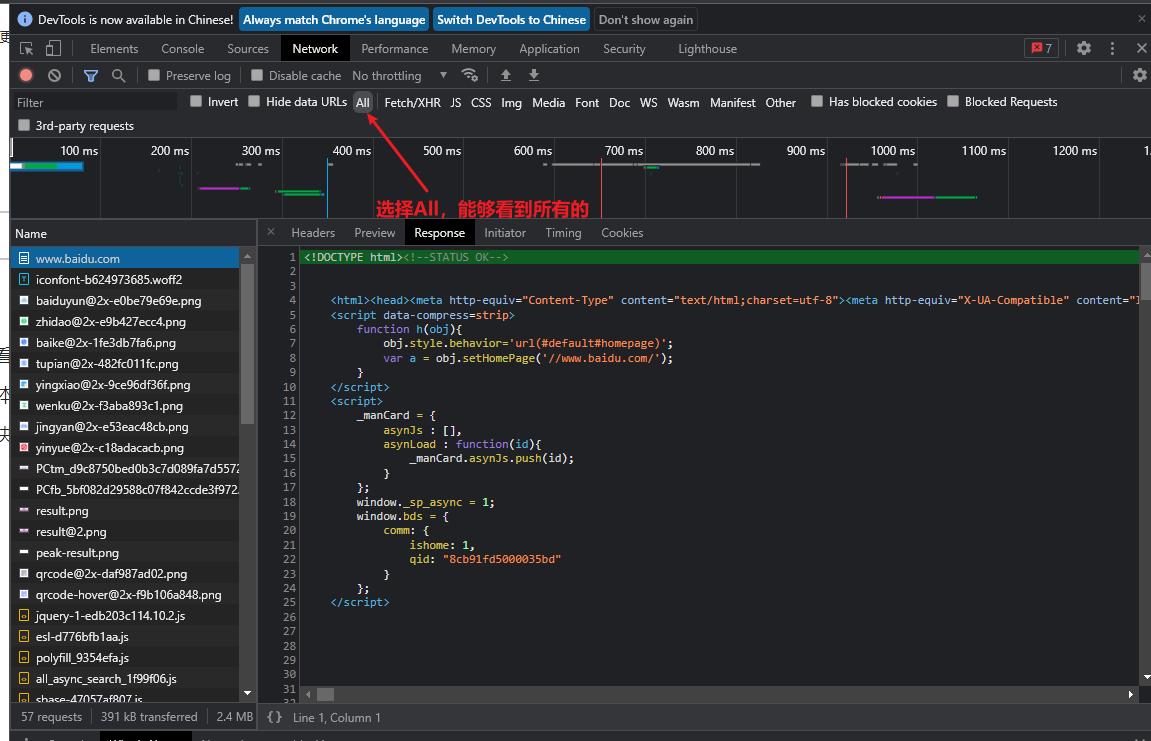 DevTools is now available in Chinese! Always match Chrome's language Switch DevTools to Chinese Don't show again
Elements Console Sources Network Performance Memory Application Security Lighthouse 7
Preserve log Disable cache No throttling
Filter Invert Hide data URLs All Fetch/XHR JS CSS Img Media Font Doc WS Wasm Manifest Other Has blocked cookies Blocked Requests
3rd-party requests
100 ms 200 ms 300 ms 400 ms 500 ms 600 ms 700 ms 800 ms 900 ms 1000 ms 1100 ms 1200 ms
选择All，能够看到所有的
Name
www.baidu.com
iconfont-b624973685.woff2
baiduyun@2x-e0be79e69e.png
zhidao@2x-e9b427ecc4.png
baike@2x-1fe3db7fa6.png
tupian@2x-482fc011fc.png
yingxiao@2x-9ce96df36f.png
wenku@2x-f3aba893c1.png
jingyan@2x-e53eac48cb.png
yinyue@2x-c18adacacb.png
PCtm_d9c8750bed0b3c7d089fa7d5572
PCfb_5bf082d29588c07f842ccde3f972
result.png
result@2.png
peak-result.png
qrcode@2x-daf987ad02.png
qrcode-hover@2x-f9b106a848.png
jquery-1-edb203c114.10.2.js
esl-d776bfb1aa.js
polyfill_9354efa.js
all_async_search_1f99f06.js
sbase-47057af807.js
57 requests 391 kB transferred 2.4 MB
Headers Preview Response Initiator Timing Cookies
1 <!DOCTYPE html><!--STATUS OK-->
2
3
4 <html><head><meta http-equiv="Content-Type" content="text/html;charset=utf-8"><meta http-equiv="X-UA-Compatible" content="
5 <script data-compress=strip>
6 function h(obj){
7 obj.style.behavior='url(#default#homepage)';
8 var a = obj.setHomePage('//www.baidu.com/');
9 }
10 </script>
11 <script>
12 _manCard = {
13 asynJs : [],
14 asynLoad : function(id){
15 _manCard.asynJs.push(id);
16 }
17 };
18 window._sp_async = 1;
19 window.bds = {
20 comm: {
21 ishome: 1,
22 qid: "8cb91fd5000035bd"
23 }
24 };
25 </script>
26
27
28
29
30
31
{} Line 1, Column 1